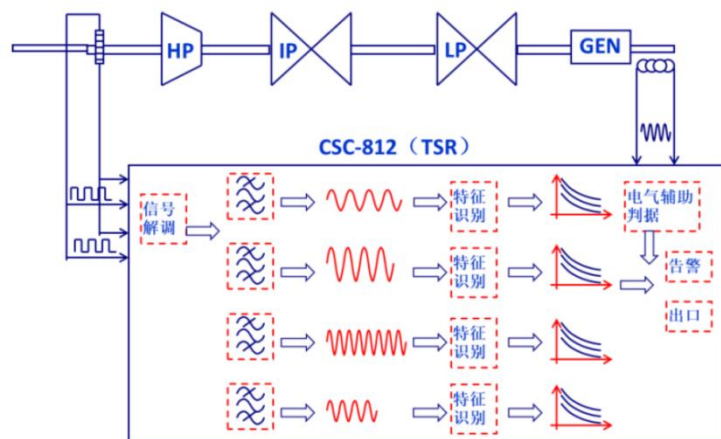 HP
IP
LP
GEN
CSC-812（TSR）
信号
解调
特征
识别
电气辅助
判据
特征
识别
告警
出口
特征
识别
特征
识别